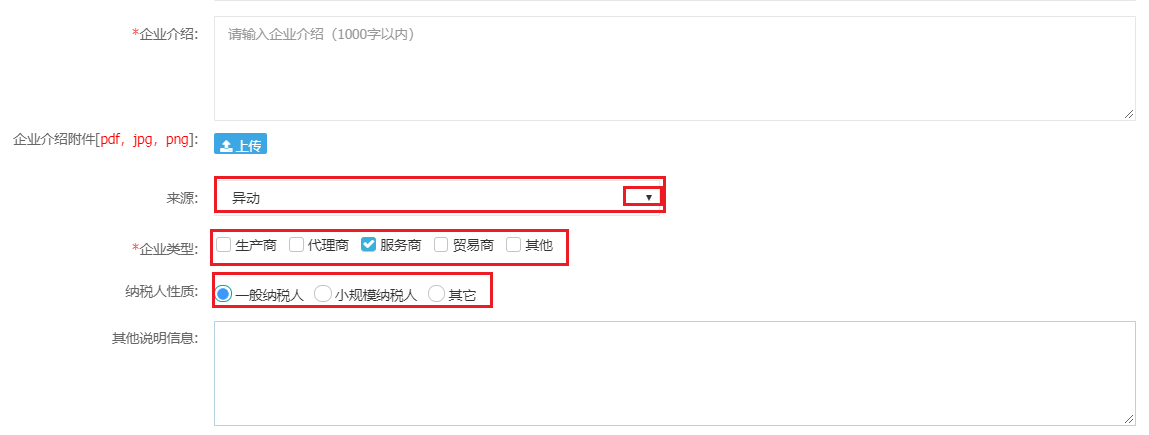 *企业介绍: 请输入企业介绍（1000字以内）
企业介绍附件[pdf，jpg，png]: 上传
来源: 异动
*企业类型: 生产商 代理商 服务商 贸易商 其他
纳税人性质: 一般纳税人 小规模纳税人 其它
其他说明信息: